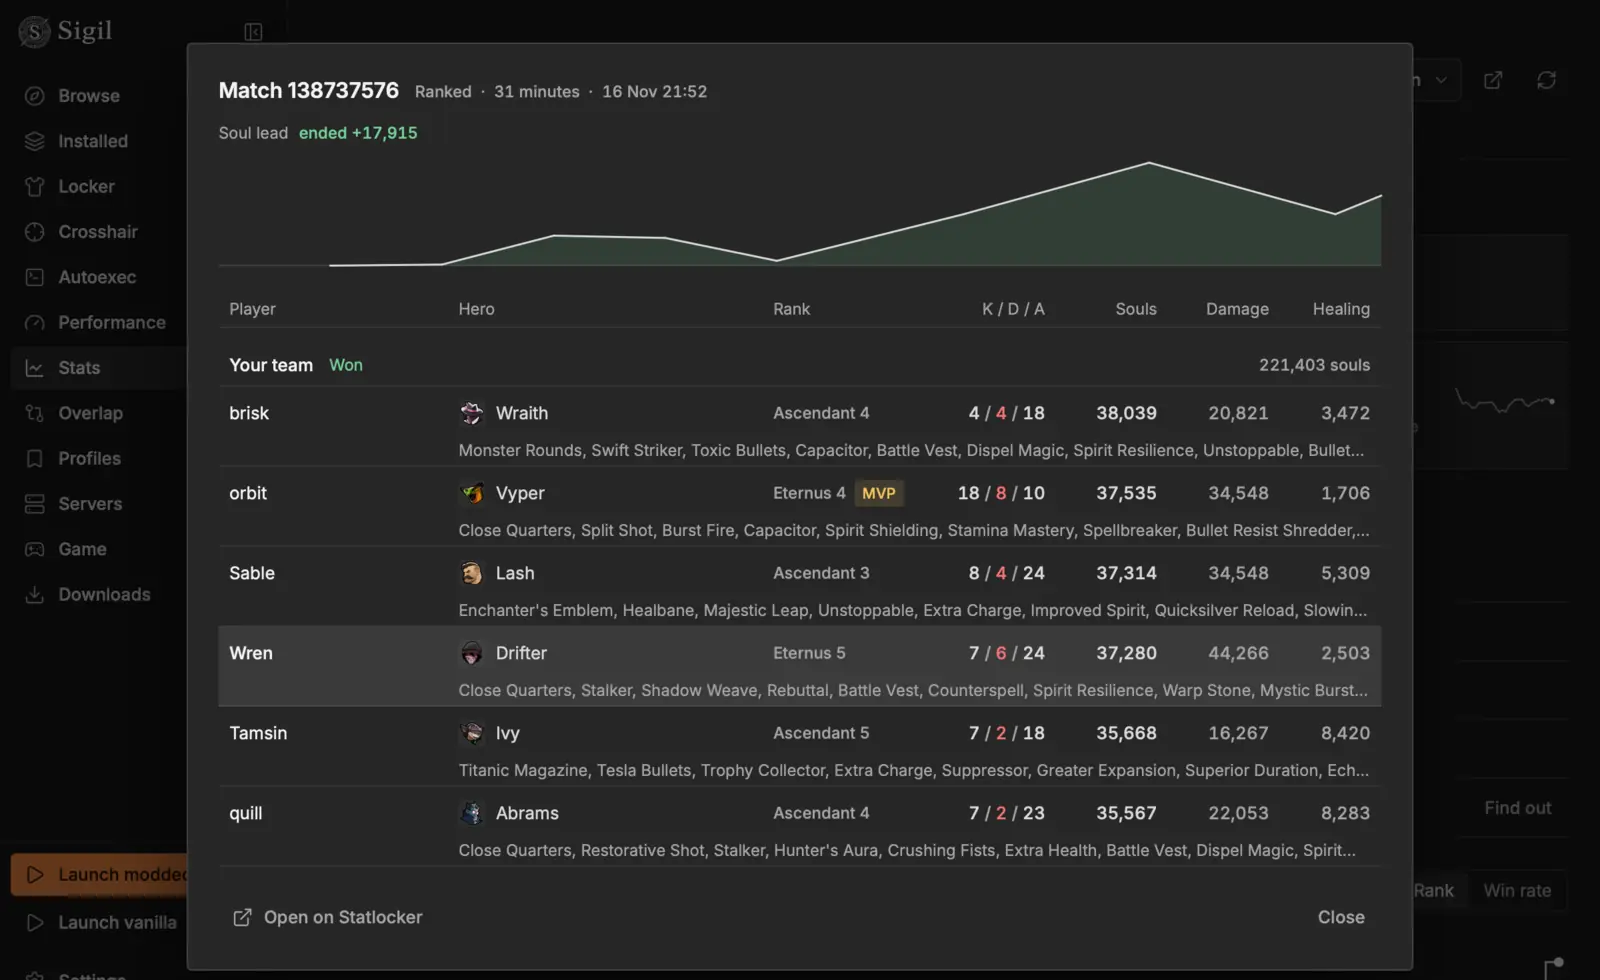 Sigil
Browse
Installed
Locker
Crosshair
Autoexec
Performance
Stats
Overlap
Profiles
Servers
Game
Downloads
Launch modded
Launch vanilla
Settings
Match 138737576 Ranked · 31 minutes · 16 Nov 21:52
Soul lead ended +17,915
Player Hero Rank K / D / A Souls Damage Healing
Your team Won 221,403 souls
brisk Wraith Ascendant 4 4 / 4 / 18 38,039 20,821 3,472
Monster Rounds, Swift Striker, Toxic Bullets, Capacitor, Battle Vest, Dispel Magic, Spirit Resilience, Unstoppable, Bullet...
orbit Vyper Eternus 4 MVP 18 / 8 / 10 37,535 34,548 1,706
Close Quarters, Split Shot, Burst Fire, Capacitor, Spirit Shielding, Stamina Mastery, Spellbreaker, Bullet Resist Shredder,...
Sable Lash Ascendant 3 8 / 4 / 24 37,314 34,548 5,309
Enchanter's Emblem, Healbane, Majestic Leap, Unstoppable, Extra Charge, Improved Spirit, Quicksilver Reload, Slowin...
Wren Drifter Eternus 5 7 / 6 / 24 37,280 44,266 2,503
Close Quarters, Stalker, Shadow Weave, Rebuttal, Battle Vest, Counterspell, Spirit Resilience, Warp Stone, Mystic Burst...
Tamsin Ivy Ascendant 5 7 / 2 / 18 35,668 16,267 8,420
Titanic Magazine, Tesla Bullets, Trophy Collector, Extra Charge, Suppressor, Greater Expansion, Superior Duration, Ech...
quill Abrams Ascendant 4 7 / 2 / 23 35,567 22,053 8,283
Close Quarters, Restorative Shot, Stalker, Hunter's Aura, Crushing Fists, Extra Health, Battle Vest, Dispel Magic, Spirit...
Open on Statlocker Close
Find out
Rank Win rate